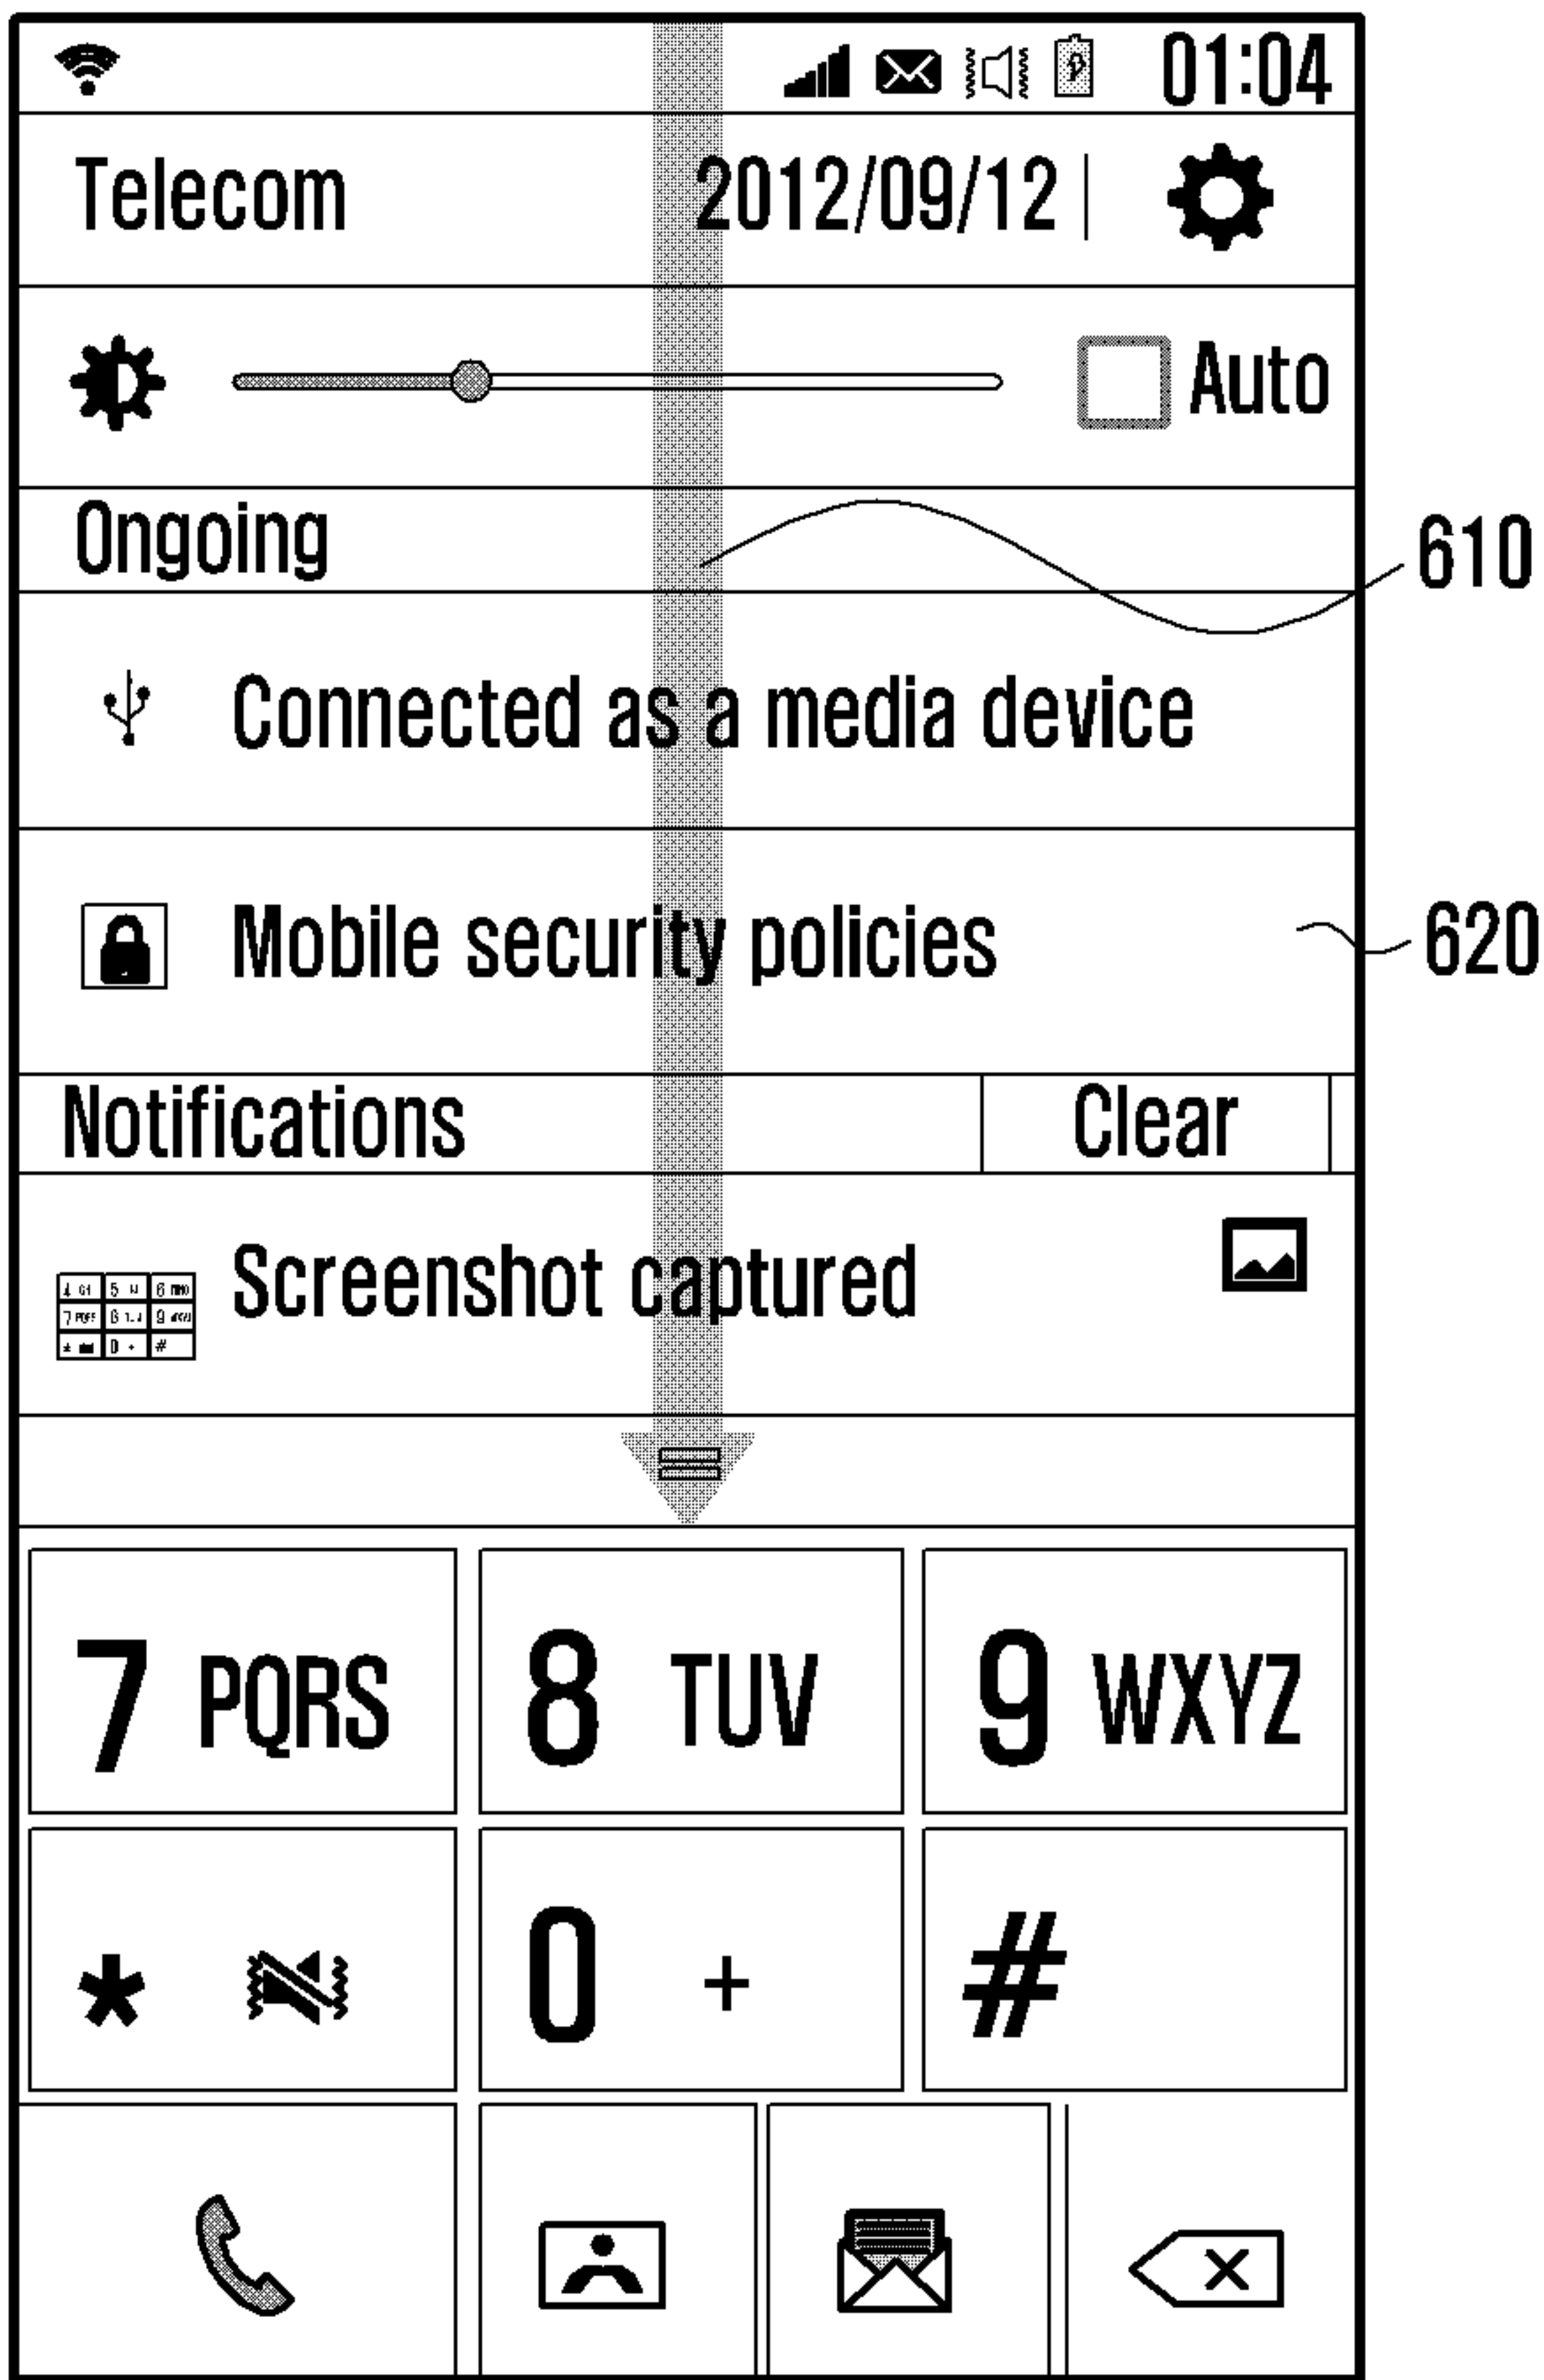 01:04
Telecom 2012/09/12
Auto
Ongoing
610
Connected as a media device
Mobile security policies
620
Notifications Clear
Screenshot captured
7 PQRS 8 TUV 9 WXYZ
* 0 + #